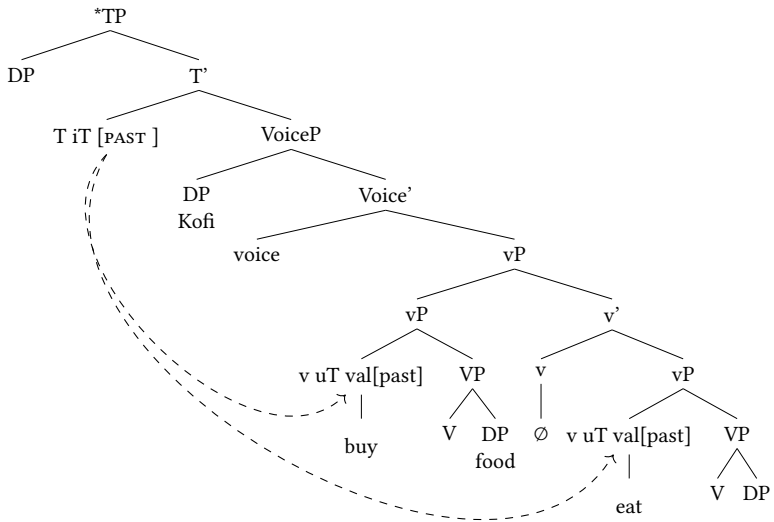 *TP
DP T’
T iT [PAST ] VoiceP
DP Voice’
Kofi
voice vP
vP v’
v uT val[past] VP v vP
V DP ∅ v uT val[past] VP
buy food
V DP
eat